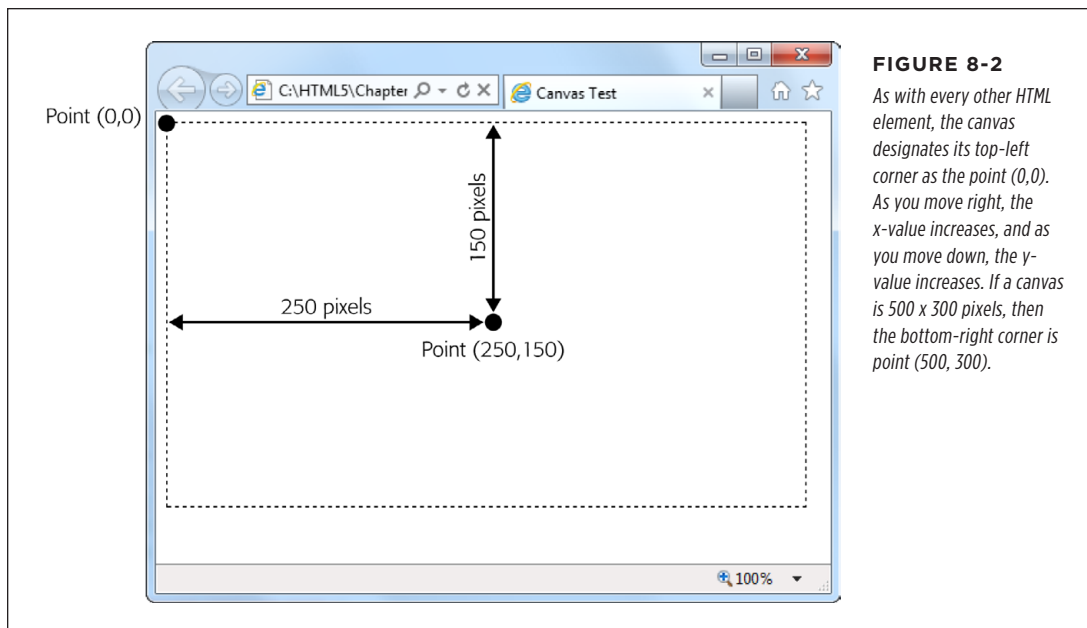 C:\HTML5\Chapter
Canvas Test
Point (0,0)
150 pixels
250 pixels
Point (250,150)
100%
FIGURE 8-2
As with every other HTML
element, the canvas
designates its top-left
corner as the point (0,0).
As you move right, the
x-value increases, and as
you move down, the y-
value increases. If a canvas
is 500 x 300 pixels, then
the bottom-right corner is
point (500, 300).